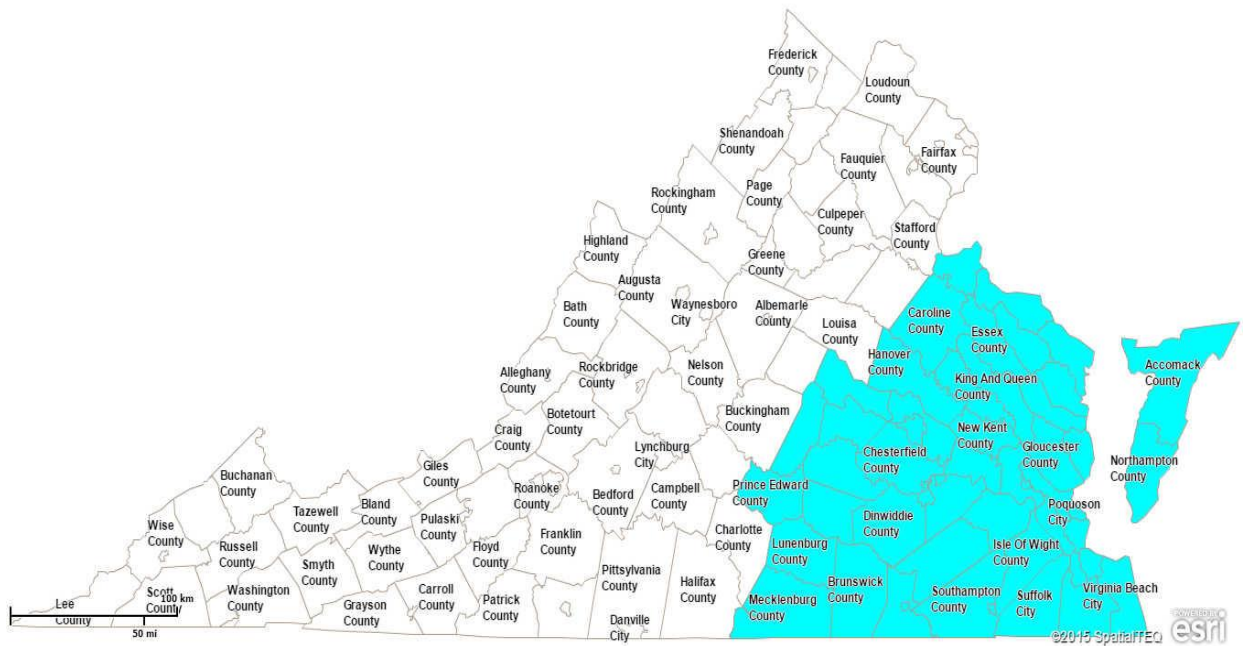 Frederick
County
Loudoun
County
Shenandoah
County
Fairfax
County
Fauquier
County
Page
County
Rockingham
County
Culpeper
County
Stafford
County
Highland
County
Greene
County
Augusta
County
Waynesboro
City
Albemarle
County
Bath
County
Caroline
County
Louisa
County
Essex
County
Hanover
County
Accomack
County
Alleghany
County
Rockbridge
County
Nelson
County
King And Queen
County
Botetourt
County
Buckingham
County
Craig
County
New Kent
County
Lynchburg
City
Chesterfield
County
Gloucester
County
Northampton
County
Giles
County
Buchanan
County
Roanoke
County
Bedford
County
Campbell
County
Prince Edward
County
Bland
County
Tazewell
County
Poquoson
City
Pulaski
County
Dinwiddie
County
Wise
County
Charlotte
County
Franklin
County
Russell
County
Wythe
County
Floyd
County
Lunenburg
County
Isle Of Wight
County
Smyth
County
Pittsylvania
County
Halifax
County
Brunswick
County
Washington
County
Scott
County
Carroll
County
Patrick
County
Southampton
County
Suffolk
City
Virginia Beach
City
Mecklenburg
County
Grayson
County
Lee
County
Danville
City
100 km
50 mi
©2015 SpatialTEQ
POWERED BY
esri